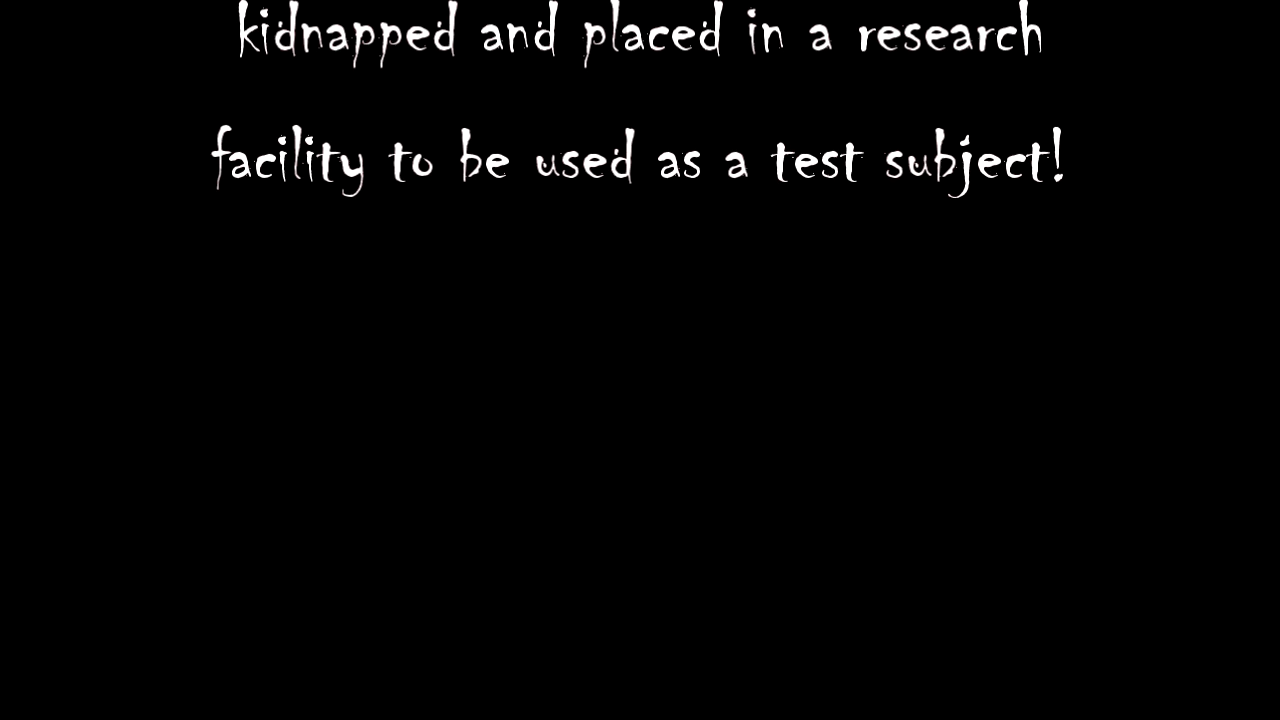 kidnapped and placed in a research
facility to be used as a test subject!